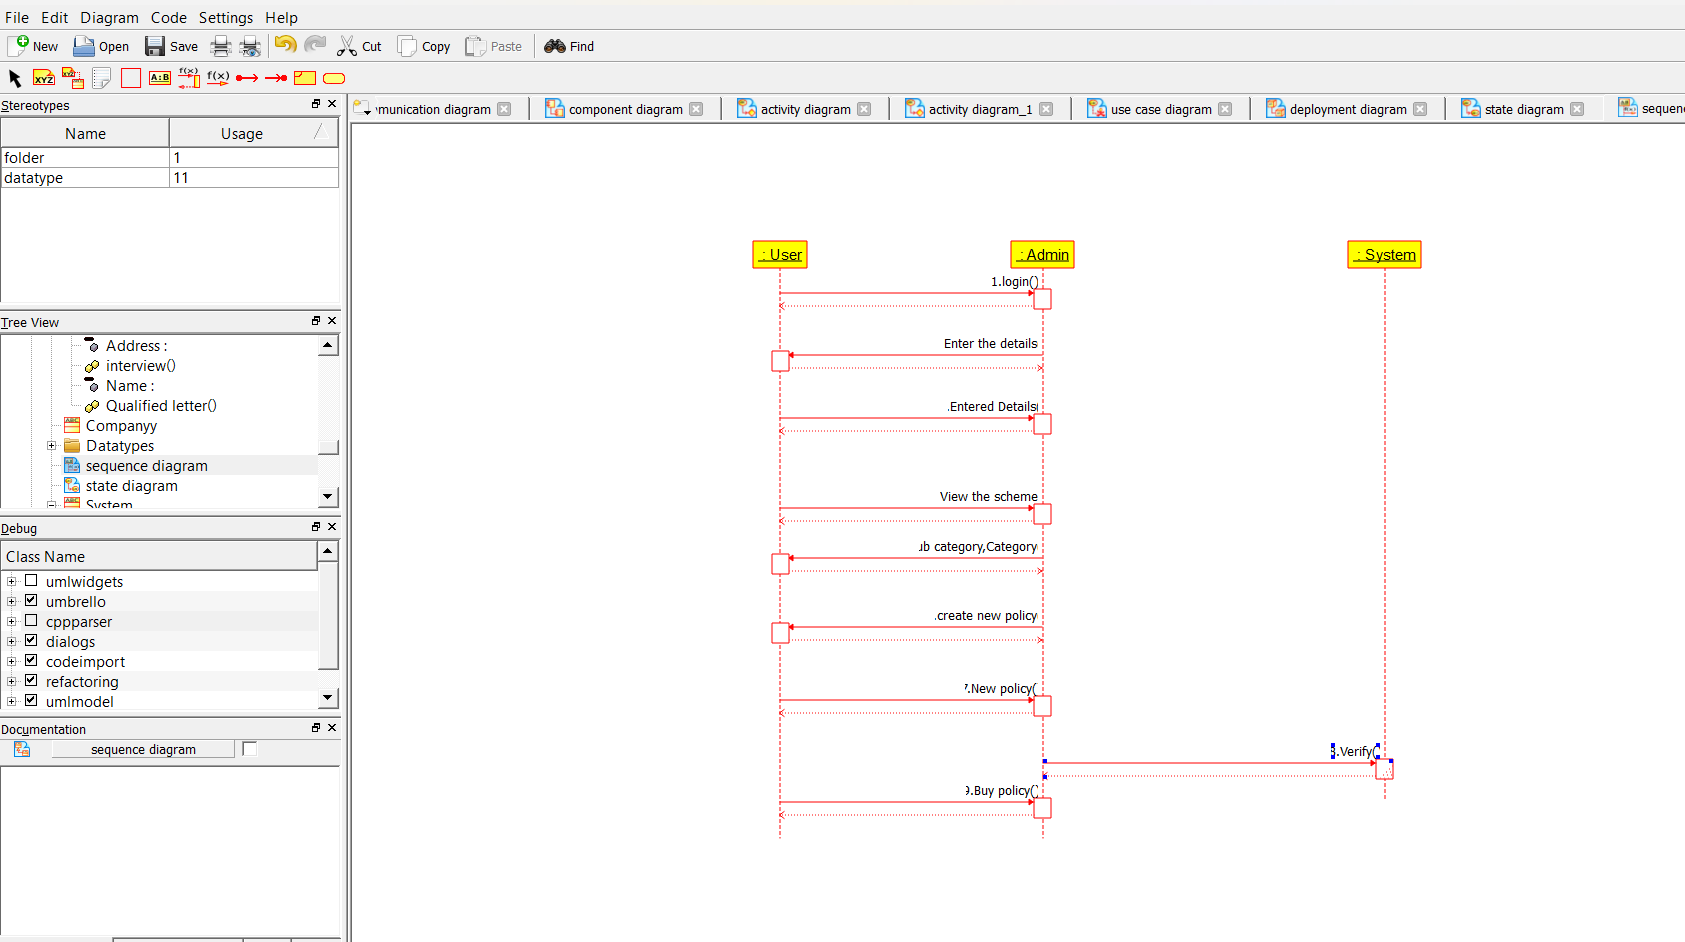 File Edit Diagram Code Settings Help
New Open Save Cut Copy Paste Find
XYZ XYZ A:B f(x) f(x)
Stereotypes
Name Usage
folder 1
datatype 11
Tree View
Address :
interview()
Name :
Qualified letter()
Companyy
Datatypes
sequence diagram
state diagram
System
Debug
Class Name
umlwidgets
umbrello
cppparser
dialogs
codeimport
refactoring
umlmodel
Documentation
sequence diagram
munication diagram component diagram activity diagram activity diagram_1 use case diagram deployment diagram state diagram sequen
: User : Admin : System
1.login()
Enter the details
.Entered Details(
View the scheme
ub category,Category
.create new policy
7.New policy(
3.Verify(
9.Buy policy()